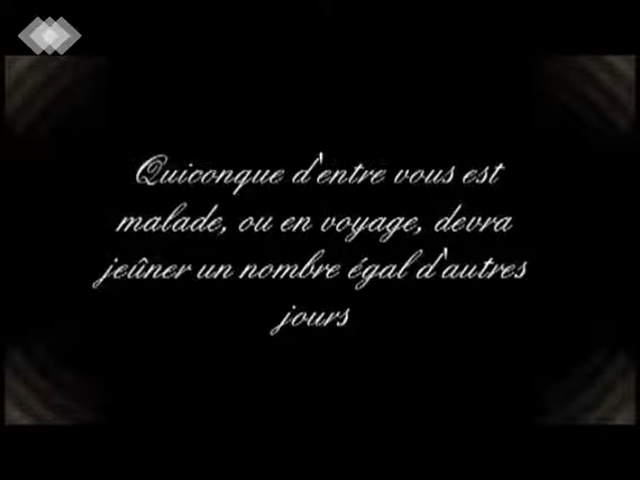 Quiconque d'entre vous est
malade, ou en voyage, devra
jeûner un nombre égal d'autres
jours